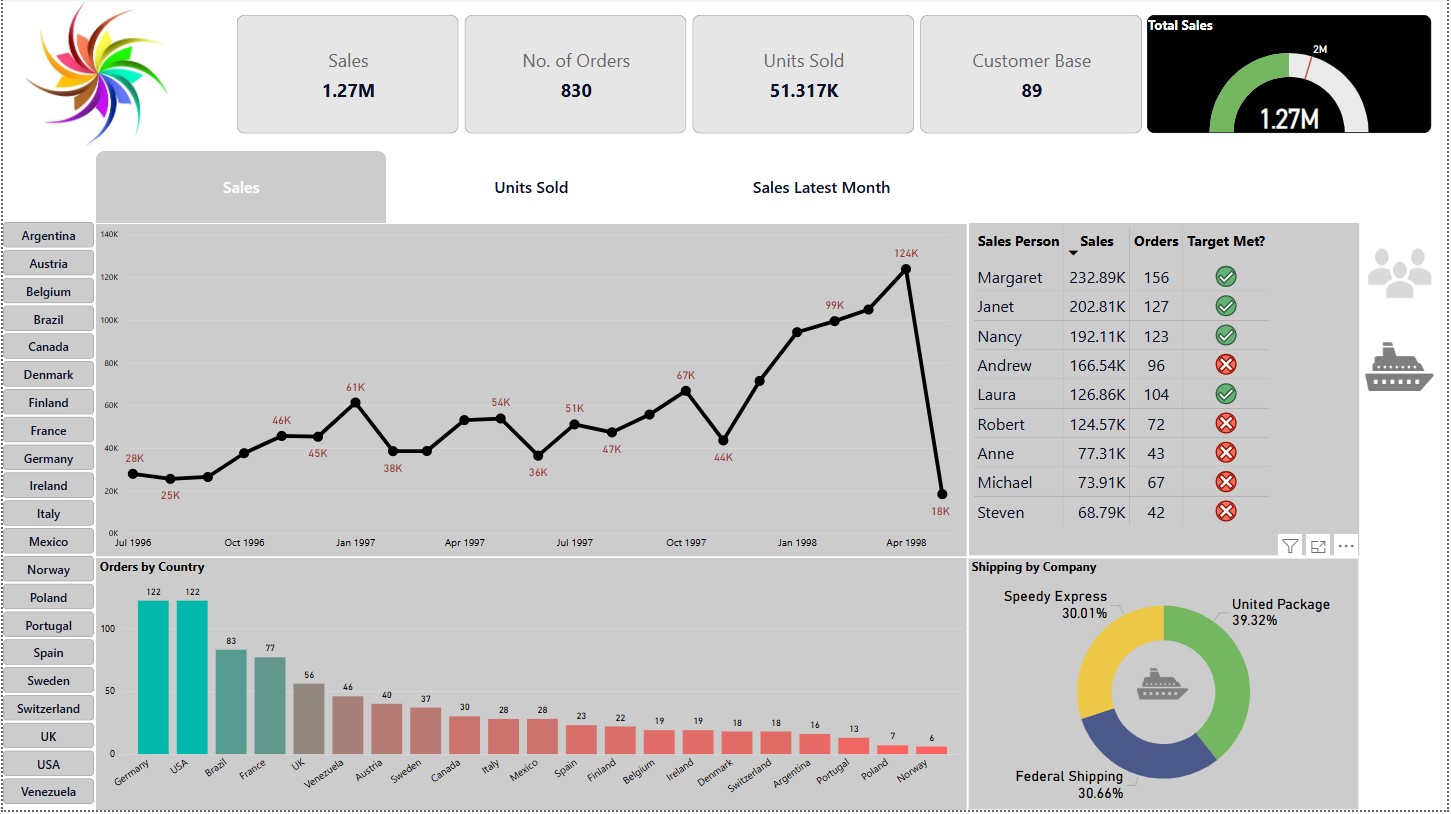 Sales
1.27M
No. of Orders
830
Units Sold
51.317K
Customer Base
89
Total Sales
2M
1.27M
Sales
Units Sold
Sales Latest Month
Argentina
Austria
Belgium
Brazil
Canada
Denmark
Finland
France
Germany
Ireland
Italy
Mexico
Norway
Poland
Portugal
Spain
Sweden
Switzerland
UK
USA
Venezuela
140K
120K
100K
80K
60K
40K
20K
0K
28K
25K
46K
45K
61K
38K
54K
36K
51K
47K
67K
44K
99K
124K
18K
Jul 1996
Oct 1996
Jan 1997
Apr 1997
Jul 1997
Oct 1997
Jan 1998
Apr 1998
Sales Person Sales Orders Target Met?
Margaret 232.89K 156
Janet 202.81K 127
Nancy 192.11K 123
Andrew 166.54K 96
Laura 126.86K 104
Robert 124.57K 72
Anne 77.31K 43
Michael 73.91K 67
Steven 68.79K 42
Orders by Country
100
50
0
122
122
83
77
56
46
40
37
30
28
28
23
22
19
19
18
18
16
13
7
6
Germany
USA
Brazil
France
UK
Venezuela
Austria
Sweden
Canada
Italy
Mexico
Spain
Finland
Belgium
Ireland
Denmark
Switzerland
Argentina
Portugal
Poland
Norway
Shipping by Company
Speedy Express
30.01%
United Package
39.32%
Federal Shipping
30.66%